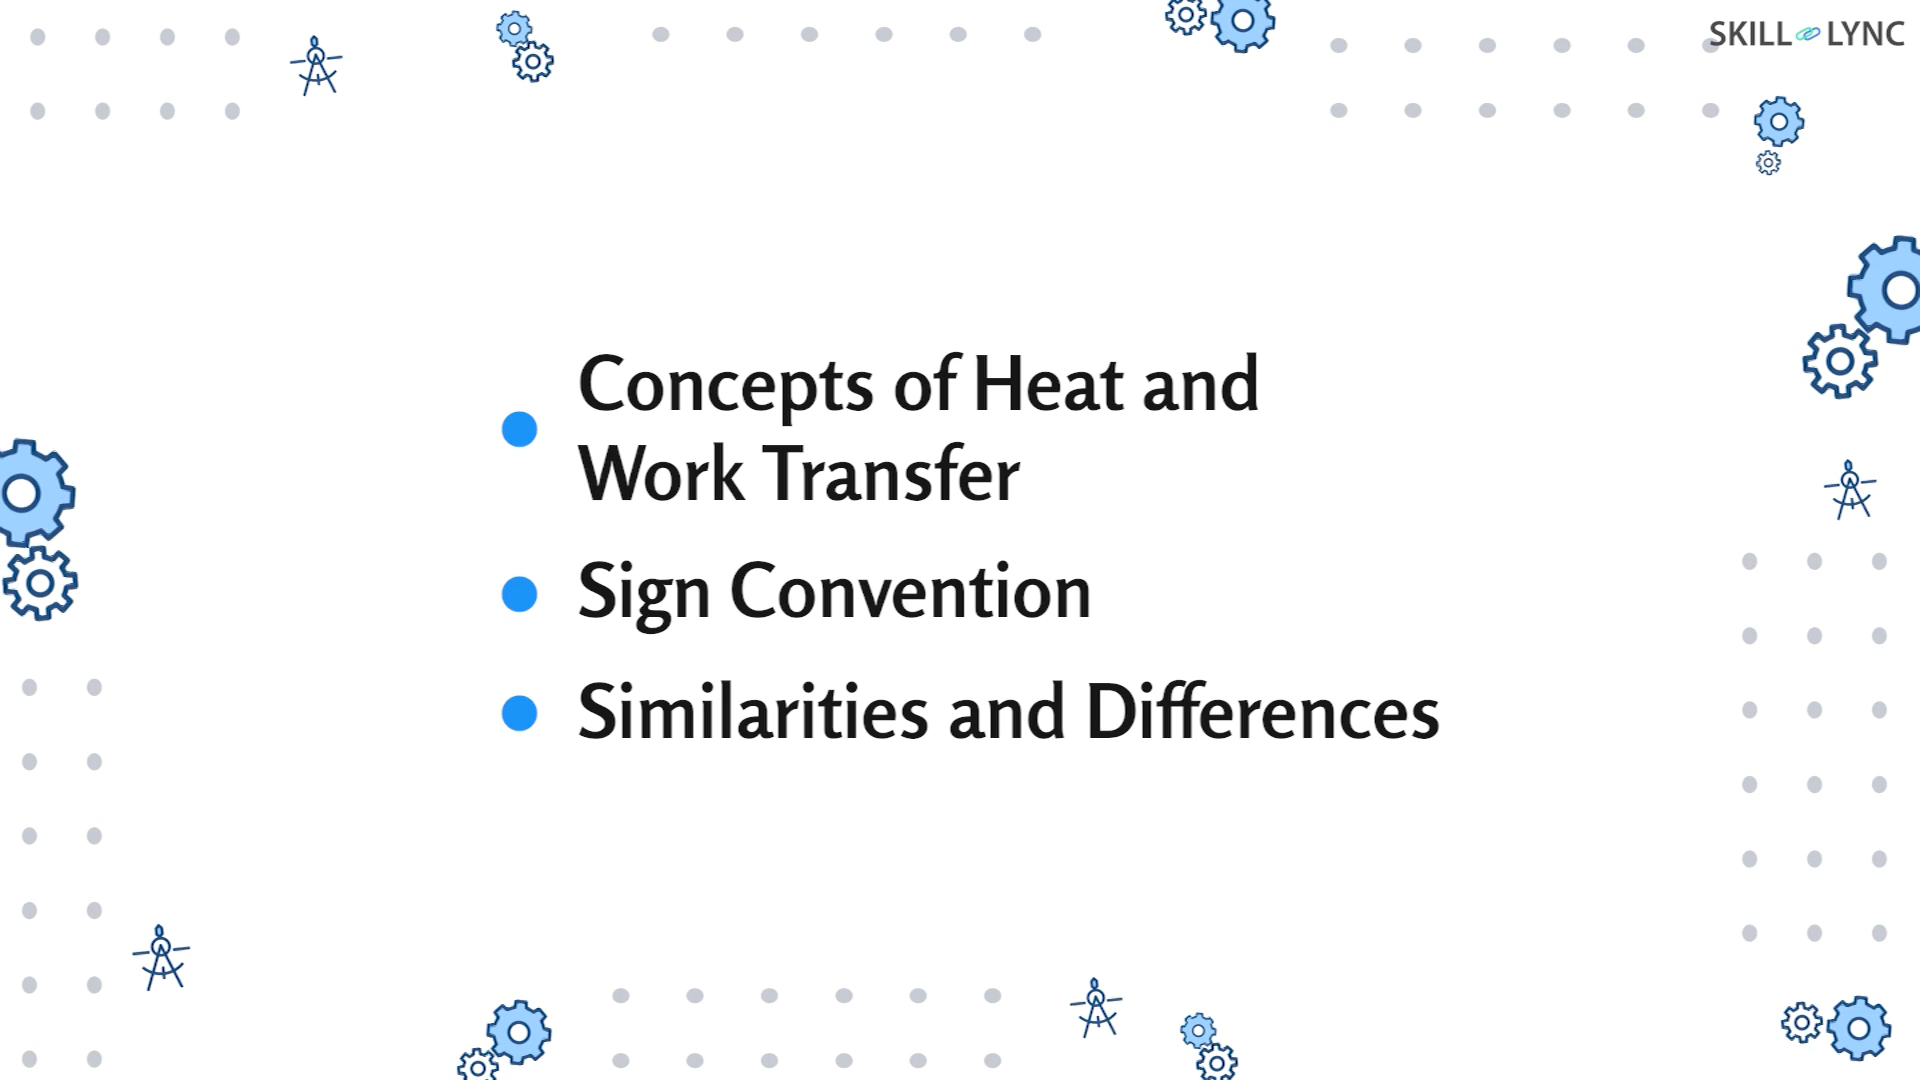 SKILL LYNC
Concepts of Heat and
Work Transfer
Sign Convention
Similarities and Differences